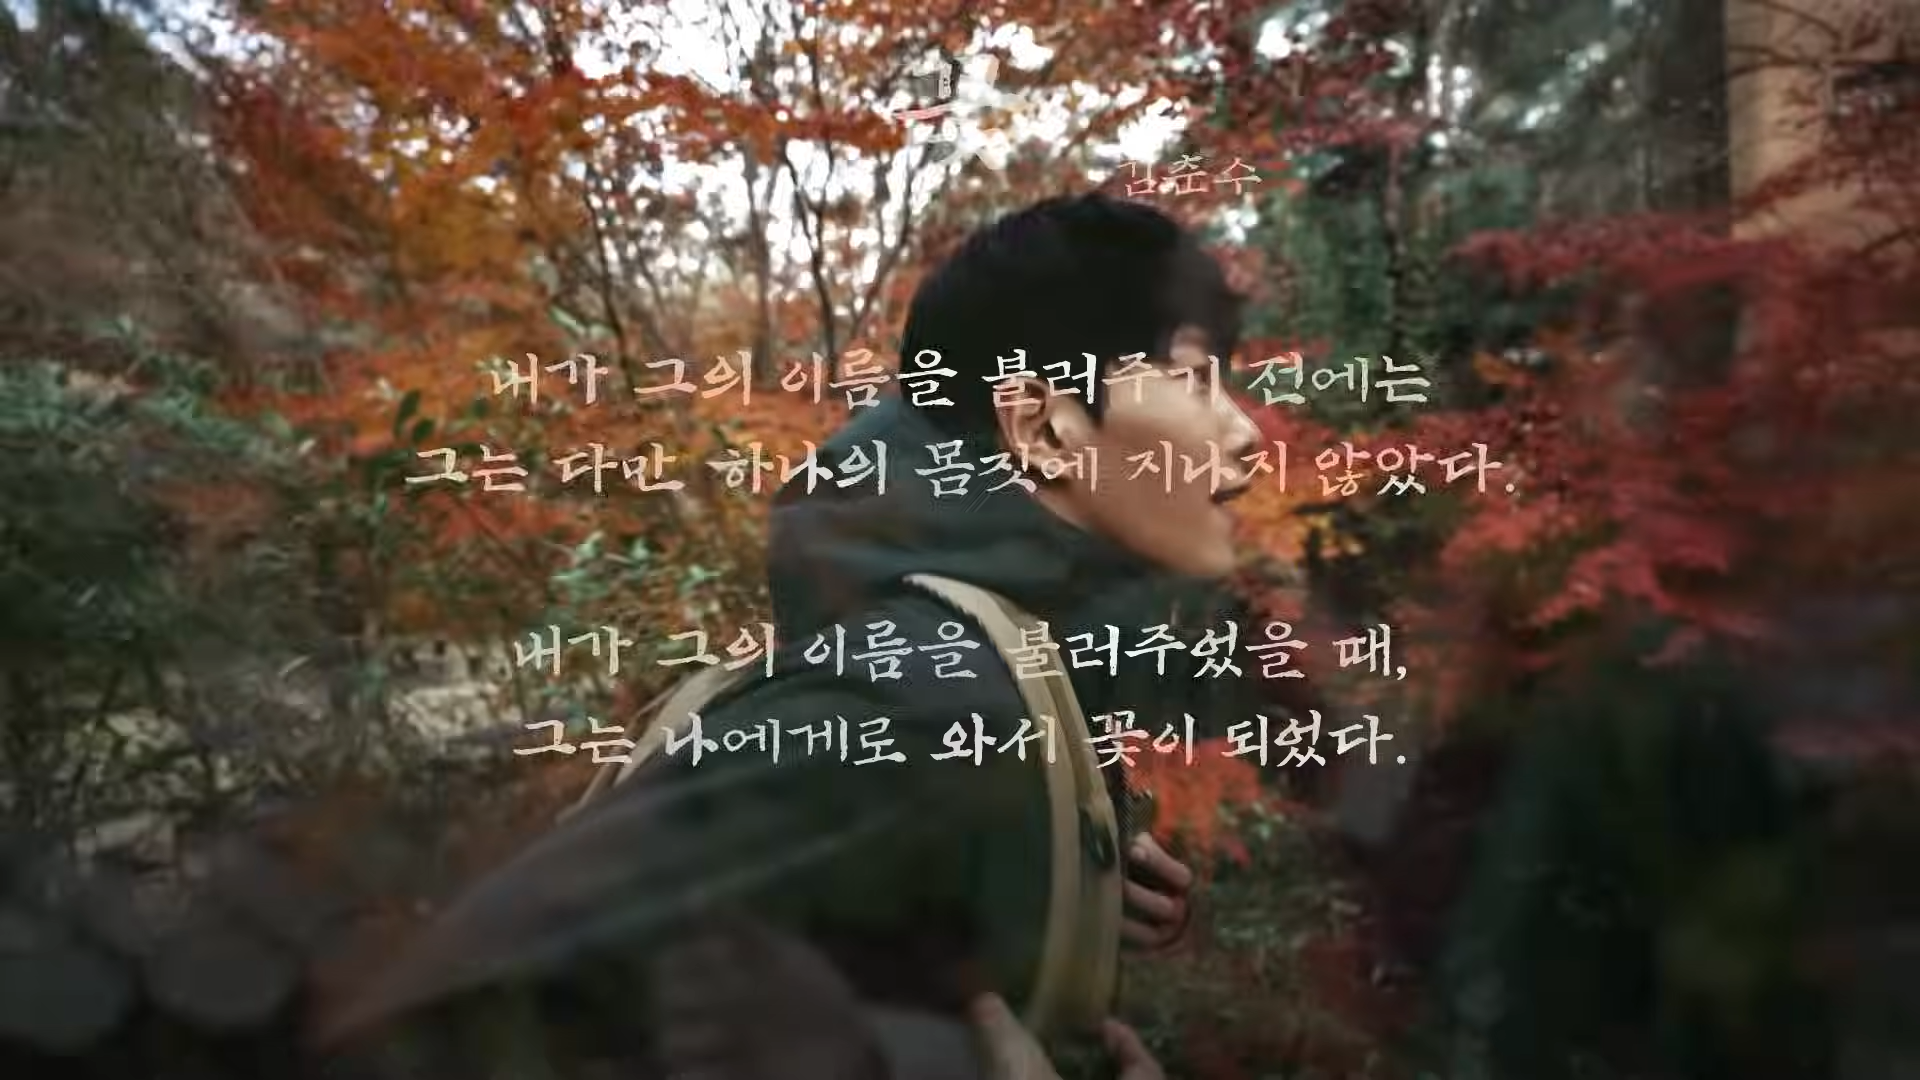 꽃
김춘수
내가 그의 이름을 불러주기 전에는
그는 다만 하나의 몸짓에 지나지 않았다.
내가 그의 이름을 불러주었을 때,
그는 나에게로 와서 꽃이 되었다.